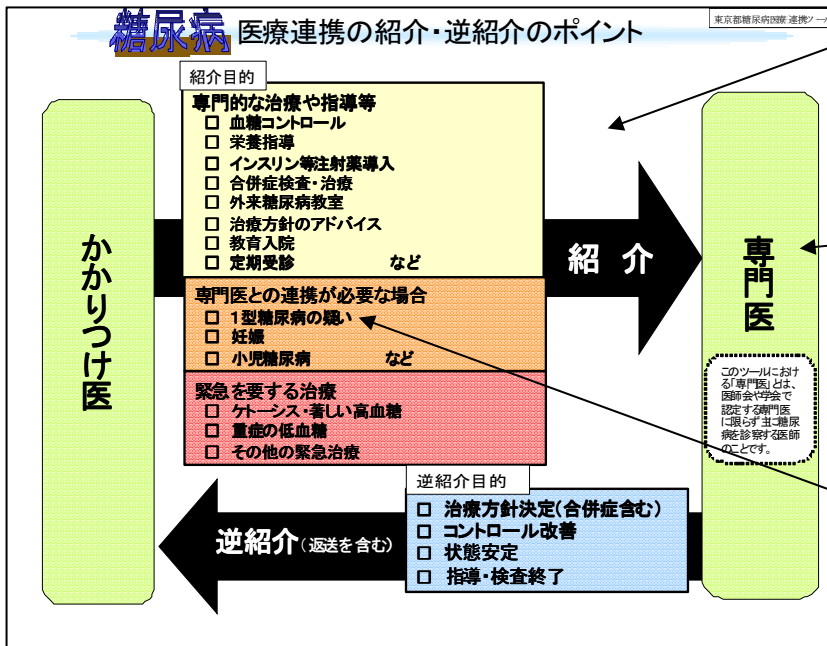 糖尿病 医療連携の紹介・逆紹介のポイント
東京都糖尿病医療連携ツール
紹介目的
専門的な治療や指導等
□ 血糖コントロール
□ 栄養指導
□ インスリン等注射薬導入
□ 合併症検査・治療
□ 外来糖尿病教室
□ 治療方針のアドバイス
□ 教育入院
□ 定期受診 など
専門医との連携が必要な場合
□ 1型糖尿病の疑い
□ 妊娠
□ 小児糖尿病 など
緊急を要する治療
□ ケトーシス・著しい高血糖
□ 重症の低血糖
□ その他の緊急治療
かかりつけ医
紹 介
専門医
このツールにおけ
る「専門医」とは、
医師会や学会で
認定する専門医
に限らず主に糖尿
病を診察する医師
のことです。
逆紹介目的
□ 治療方針決定(合併症含む)
□ コントロール改善
□ 状態安定
□ 指導・検査終了
逆紹介(返送を含む)